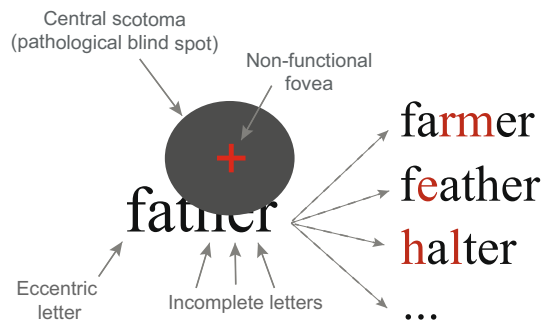 Central scotoma
(pathological blind spot)
Non-functional
fovea
father
farmer
feather
halter
...
Eccentric
letter
Incomplete letters